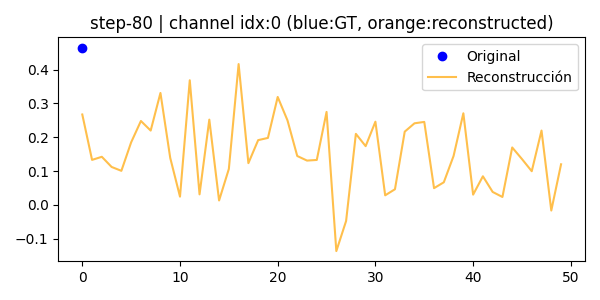 step-80 | channel idx:0 (blue:GT, orange:reconstructed)
Original
Reconstrucción
0.4
0.3
0.2
0.1
0.0
−0.1
0 10 20 30 40 50